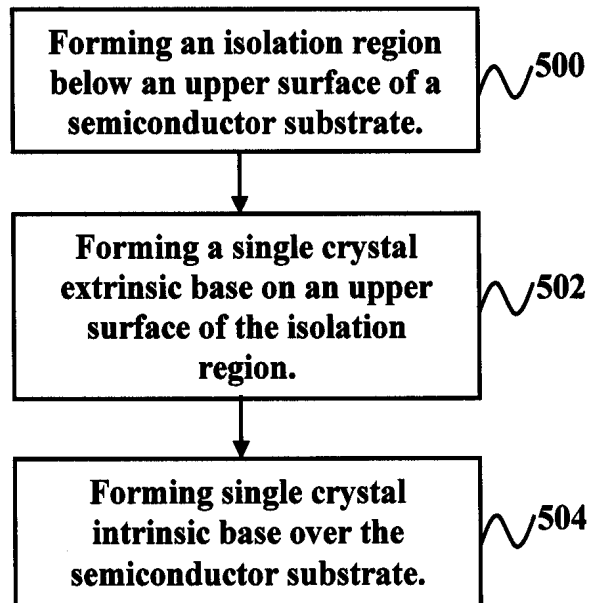 Forming an isolation region
below an upper surface of a
semiconductor substrate.
500
Forming a single crystal
extrinsic base on an upper
surface of the isolation
region.
502
Forming single crystal
intrinsic base over the
semiconductor substrate.
504